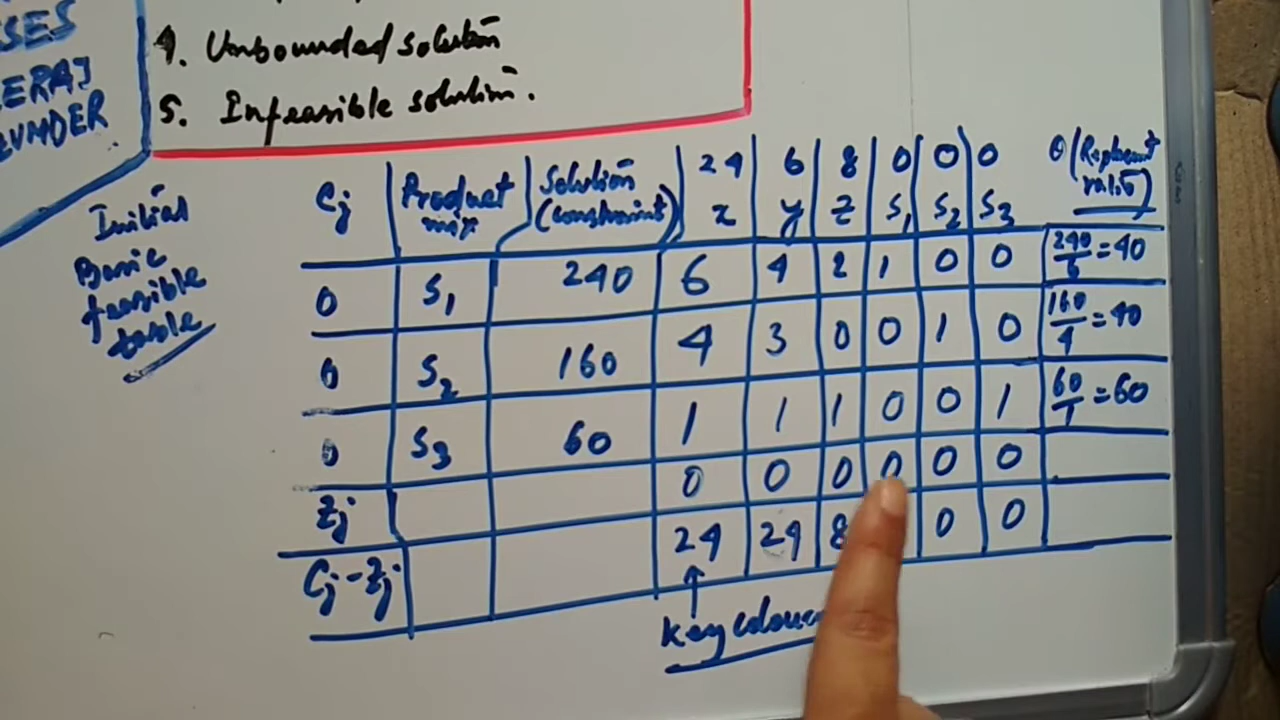 SSES
ERAJ
UMDER
4. Unbounded solution
5. Infeasible solution.
Initial
Basic
feasible
table
Cj Product mix Solution (constraint) 24 x 6 y 8 z 0 S1 0 S2 0 S3 θ (Replacement ratio)
0 S1 240 6 4 2 1 0 0 240/6 = 40
0 S2 160 4 3 0 0 1 0 160/4 = 40
0 S3 60 1 1 1 0 0 1 60/1 = 60
Zj 0 0 0 0 0 0
Cj - Zj 24 24 8 0 0
↑
Key